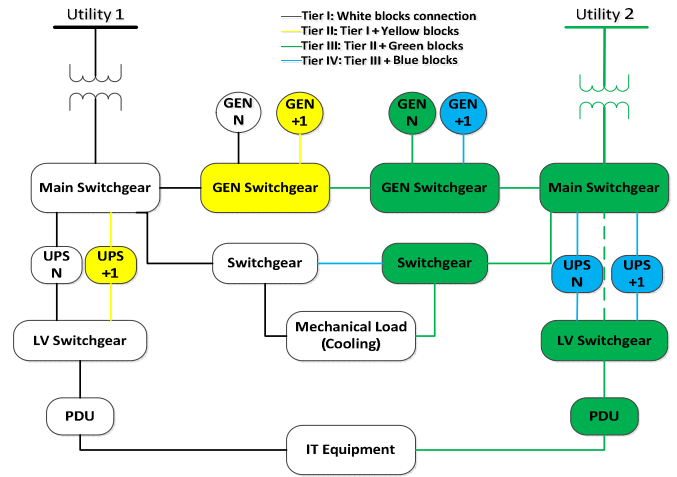 Utility 1
Utility 2
Tier I: White blocks connection
Tier II: Tier I + Yellow blocks
Tier III: Tier II + Green blocks
Tier IV: Tier III + Blue blocks
GEN
N
GEN
+1
GEN
N
GEN
+1
Main Switchgear
GEN Switchgear
GEN Switchgear
Main Switchgear
UPS
N
UPS
+1
Switchgear
Switchgear
UPS
N
UPS
+1
LV Switchgear
Mechanical Load
(Cooling)
LV Switchgear
PDU
PDU
IT Equipment